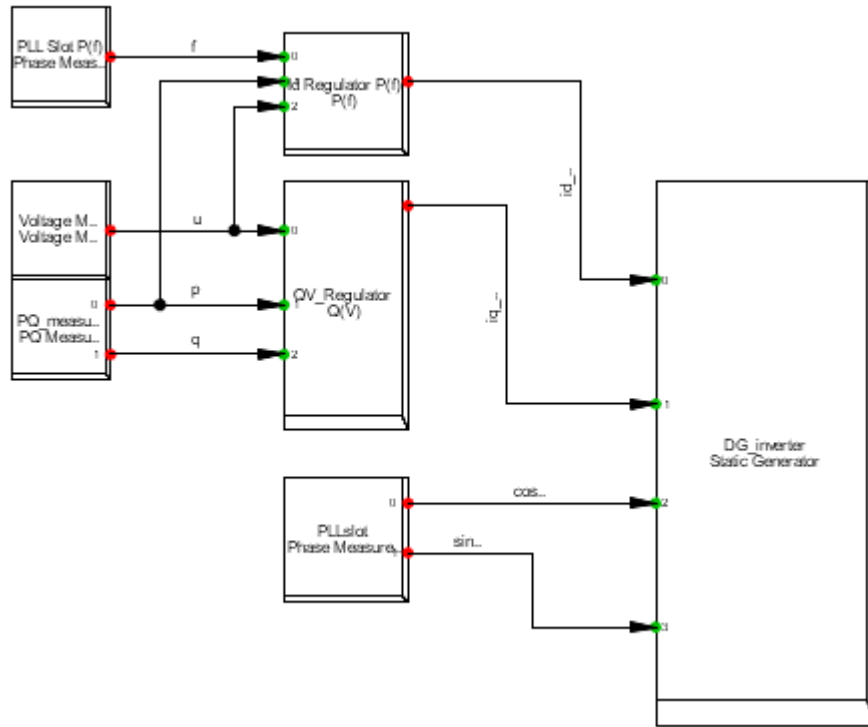 PLL Slot P(f)
Phase Meas..
f
0
Id Regulator P(f)
P(f)
2
id_~
Voltage M..
Voltage M..
u
0
QV_Regulator
Q(V)
1
2
iq_~
0
p
PQ_measu..
PQ Measu..
1
q
0
1
DG_inverter
Static Generator
2
3
PLLslot
Phase Measure..
0
1
cos..
sin..